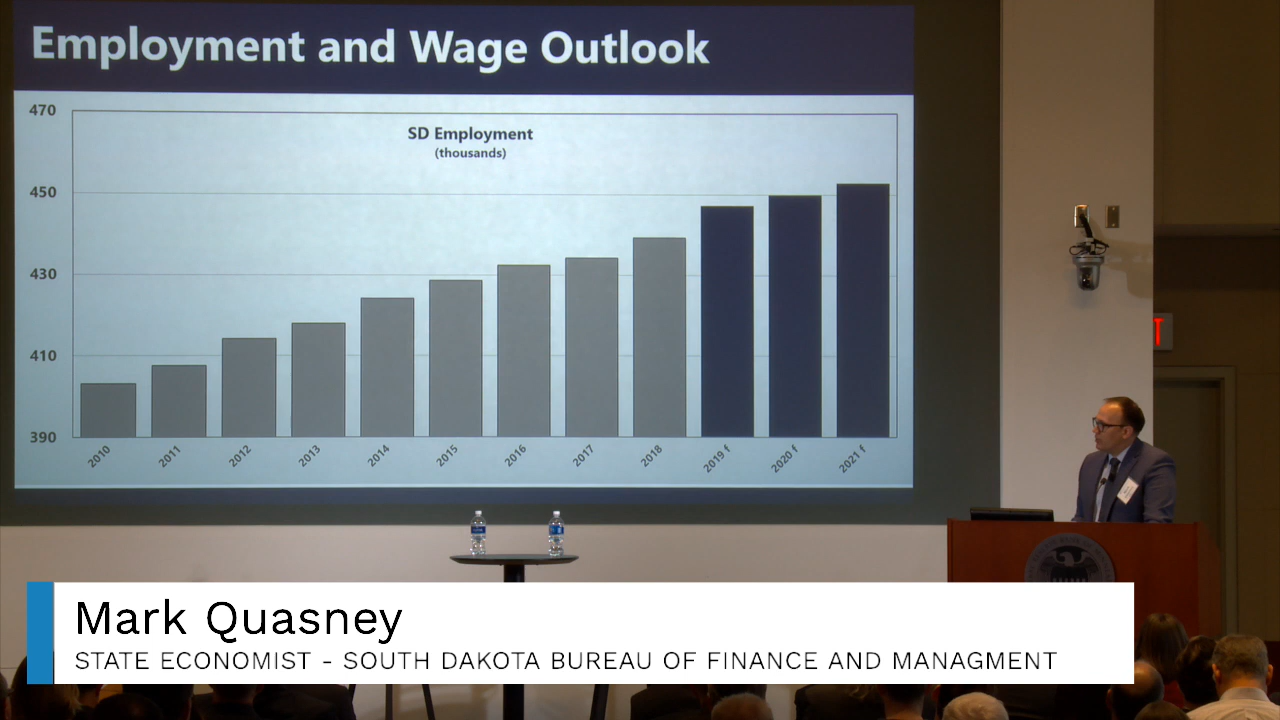 Employment and Wage Outlook
470
SD Employment
(thousands)
450
430
410
390
2010
2011
2012
2013
2014
2015
2016
2017
2018
2019 f
2020 f
2021 f
Mark Quasney
STATE ECONOMIST - SOUTH DAKOTA BUREAU OF FINANCE AND MANAGMENT